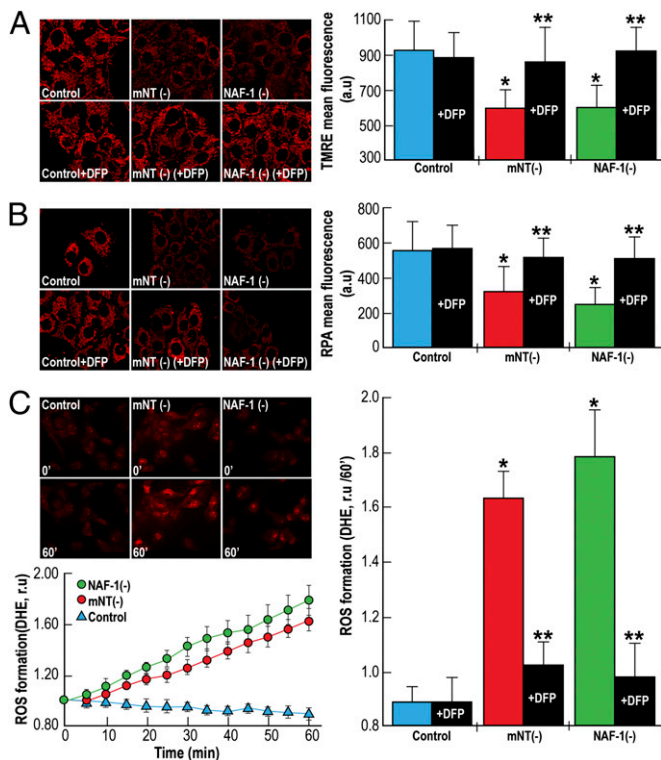 A
Control
mNT (-)
NAF-1 (-)
Control+DFP
mNT (-) (+DFP)
NAF-1 (-) (+DFP)
TMRE mean fluorescence
(a.u)
1100
900
700
500
300
*
**
*
**
+DFP
+DFP
+DFP
Control
mNT(-)
NAF-1(-)
B
Control
mNT (-)
NAF-1 (-)
Control+DFP
mNT (-) (+DFP)
NAF-1 (-) (+DFP)
RPA mean fluorescence
(a.u)
800
600
400
200
0
*
**
*
**
+DFP
+DFP
+DFP
Control
mNT(-)
NAF-1(-)
C
Control
mNT (-)
NAF-1 (-)
0'
0'
0'
60'
60'
60'
ROS formation(DHE, r.u)
2.00
1.60
1.20
0.80
NAF-1(-)
mNT(-)
Control
0 10 20 30 40 50 60
Time (min)
ROS formation (DHE, r.u /60')
2.0
1.8
1.6
1.4
1.2
1.0
0.8
*
**
*
**
+DFP
+DFP
+DFP
Control
mNT(-)
NAF-1(-)